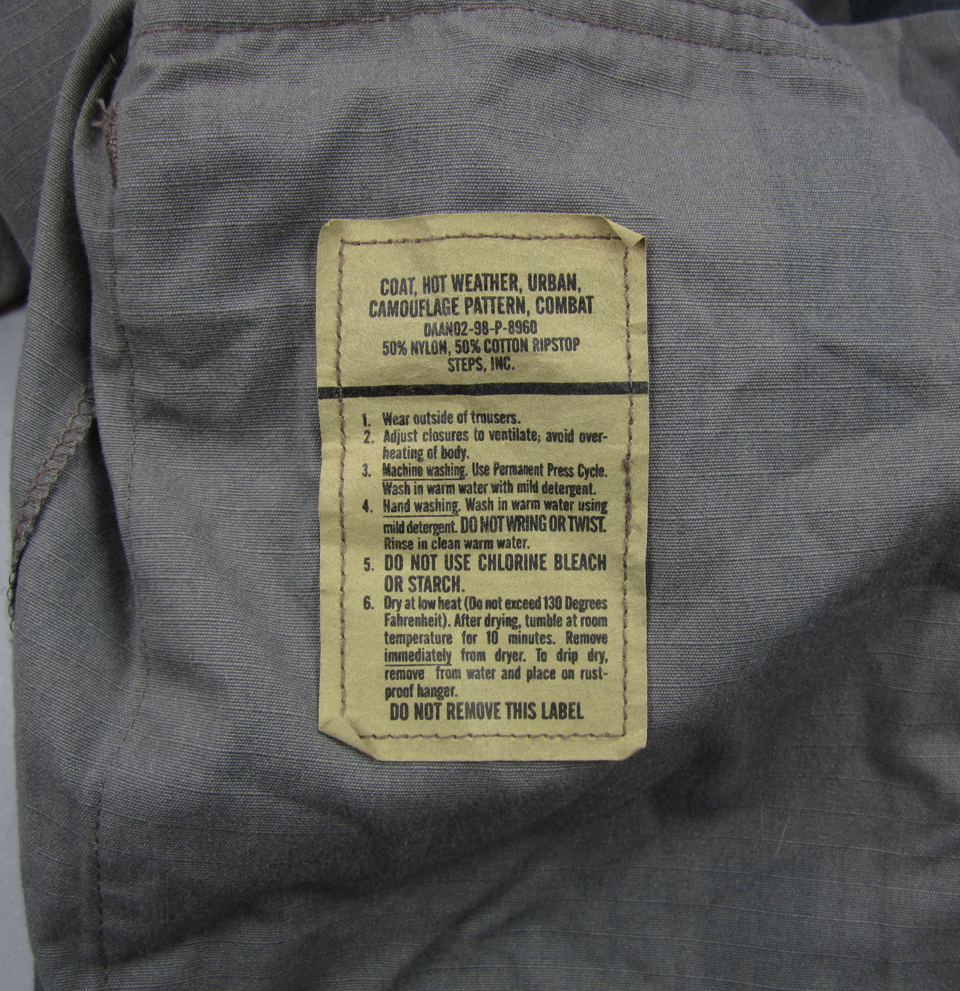 COAT, HOT WEATHER, URBAN,
CAMOUFLAGE PATTERN, COMBAT
DAAN02-98-P-8960
50% NYLON, 50% COTTON RIPSTOP
STEPS, INC.
1. Wear outside of trousers.
2. Adjust closures to ventilate; avoid over-
heating of body.
3. Machine washing. Use Permanent Press Cycle.
Wash in warm water with mild detergent.
4. Hand washing. Wash in warm water using
mild detergent. DO NOT WRING OR TWIST.
Rinse in clean warm water.
5. DO NOT USE CHLORINE BLEACH
OR STARCH.
6. Dry at low heat (Do not exceed 130 Degrees
Fahrenheit). After drying, tumble at room
temperature for 10 minutes. Remove
immediately from dryer. To drip dry,
remove from water and place on rust-
proof hanger.
DO NOT REMOVE THIS LABEL